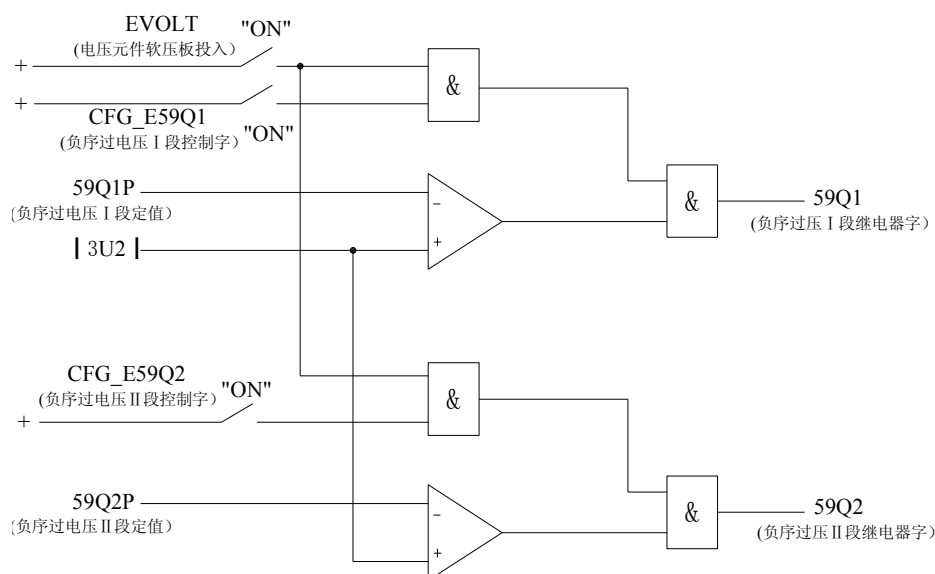 EVOLT
"ON"
(电压元件软压板投入)
+
&
+
CFG_E59Q1
"ON"
(负序过电压Ⅰ段控制字)
59Q1P
(负序过电压Ⅰ段定值)
−
&
59Q1
(负序过压Ⅰ段继电器字)
┃3U2┃
+
CFG_E59Q2
"ON"
(负序过电压Ⅱ段控制字)
&
+
59Q2P
(负序过电压Ⅱ段定值)
−
&
59Q2
(负序过压Ⅱ段继电器字)
+